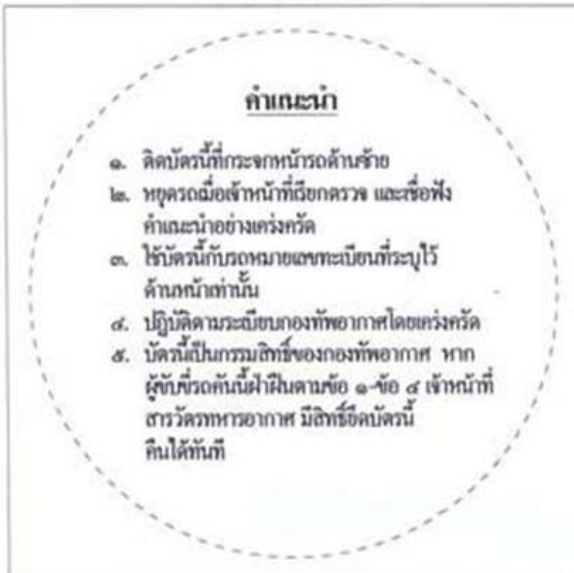 คำแนะนำ
๑. ติดบัตรนี้ที่กระจกหน้ารถด้านซ้าย
๒. หยุดรถเมื่อเจ้าหน้าที่เรียกตรวจ และเชื่อฟัง
คำแนะนำอย่างเคร่งครัด
๓. ใช้บัตรนี้กับรถหมายเลขทะเบียนที่ระบุไว้
ด้านหน้าเท่านั้น
๔. ปฏิบัติตามระเบียบกองทัพอากาศโดยเคร่งครัด
๕. บัตรนี้เป็นกรรมสิทธิ์ของกองทัพอากาศ หาก
ผู้ขับขี่รถคันนี้ฝ่าฝืนตามข้อ ๑-ข้อ ๔ เจ้าหน้าที่
สารวัตรทหารอากาศ มีสิทธิ์ยึดบัตรนี้
คืนได้ทันที